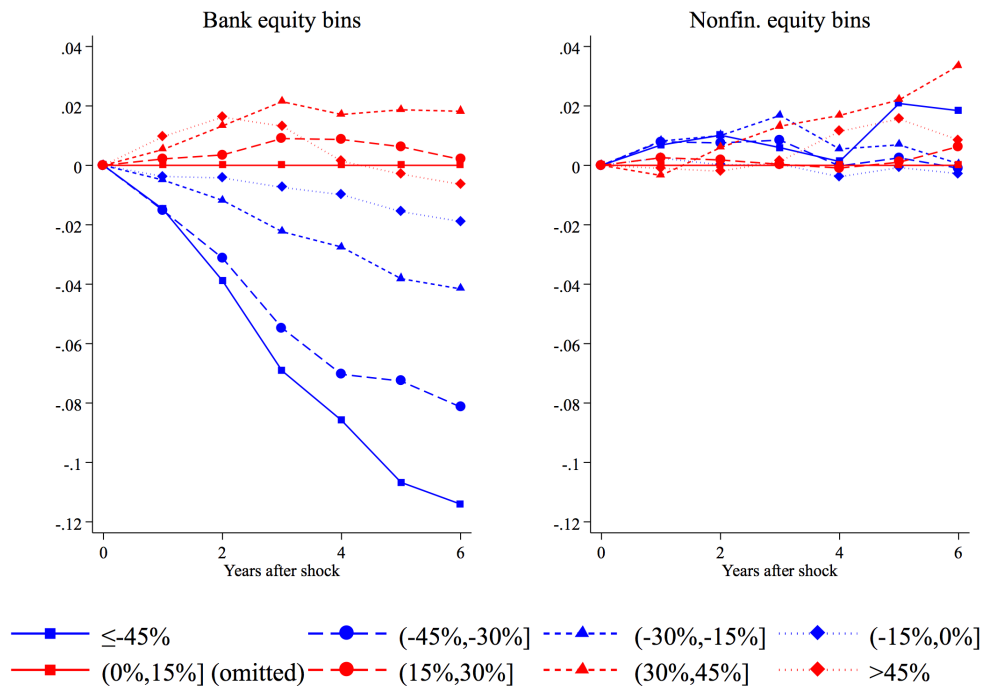 Bank equity bins
.04
.02
0
-.02
-.04
-.06
-.08
-.1
-.12
0 2 4 6
Years after shock
Nonfin. equity bins
.04
.02
0
-.02
-.04
-.06
-.08
-.1
-.12
0 2 4 6
Years after shock
≤-45% (-45%,-30%] (-30%,-15%] (-15%,0%]
(0%,15%] (omitted) (15%,30%] (30%,45%] >45%